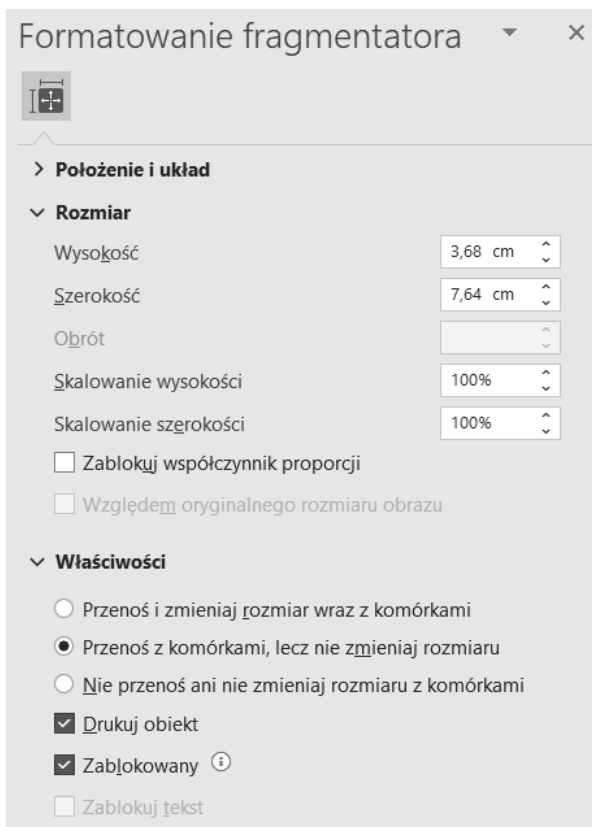 Formatowanie fragmentatora
Położenie i układ
Rozmiar
Wysokość 3,68 cm
Szerokość 7,64 cm
Obrót
Skalowanie wysokości 100%
Skalowanie szerokości 100%
Zablokuj współczynnik proporcji
Względem oryginalnego rozmiaru obrazu
Właściwości
Przenoś i zmieniaj rozmiar wraz z komórkami
Przenoś z komórkami, lecz nie zmieniaj rozmiaru
Nie przenoś ani nie zmieniaj rozmiaru z komórkami
Drukuj obiekt
Zablokowany
Zablokuj tekst